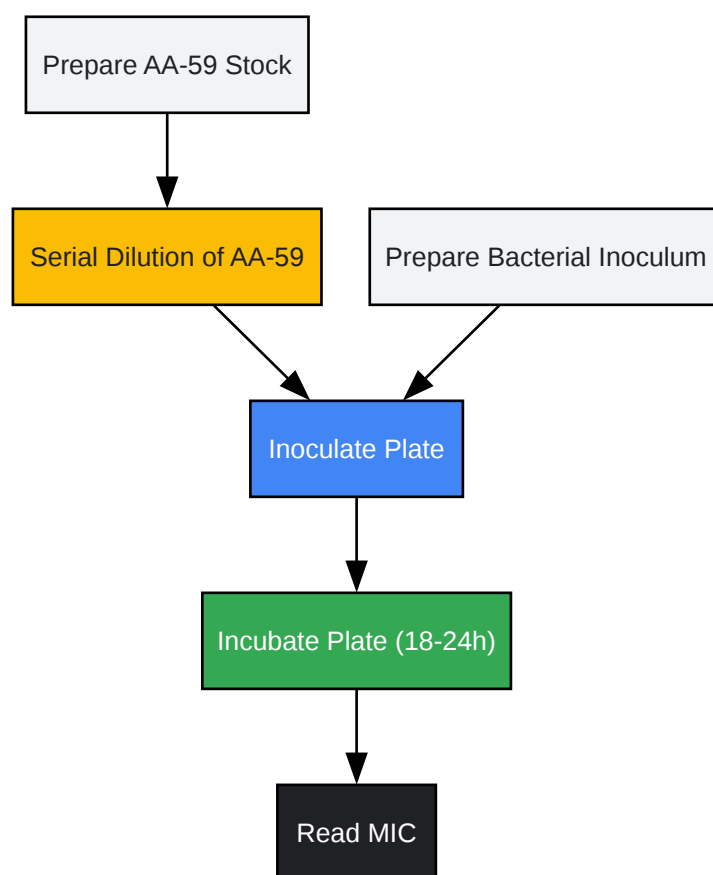 Prepare AA-59 Stock
Serial Dilution of AA-59
Prepare Bacterial Inoculum
Inoculate Plate
Incubate Plate (18-24h)
Read MIC